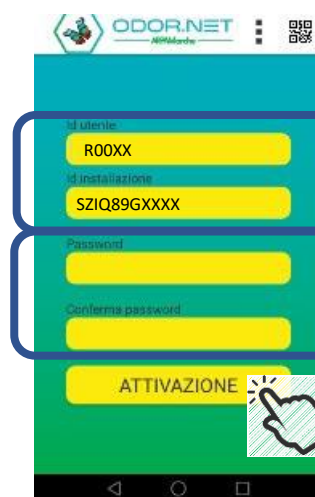 ODOR.NET
ARPAMarche
Id utente
R00XX
Id installazione
SZIQ89GXXXX
Password
Conferma password
ATTIVAZIONE